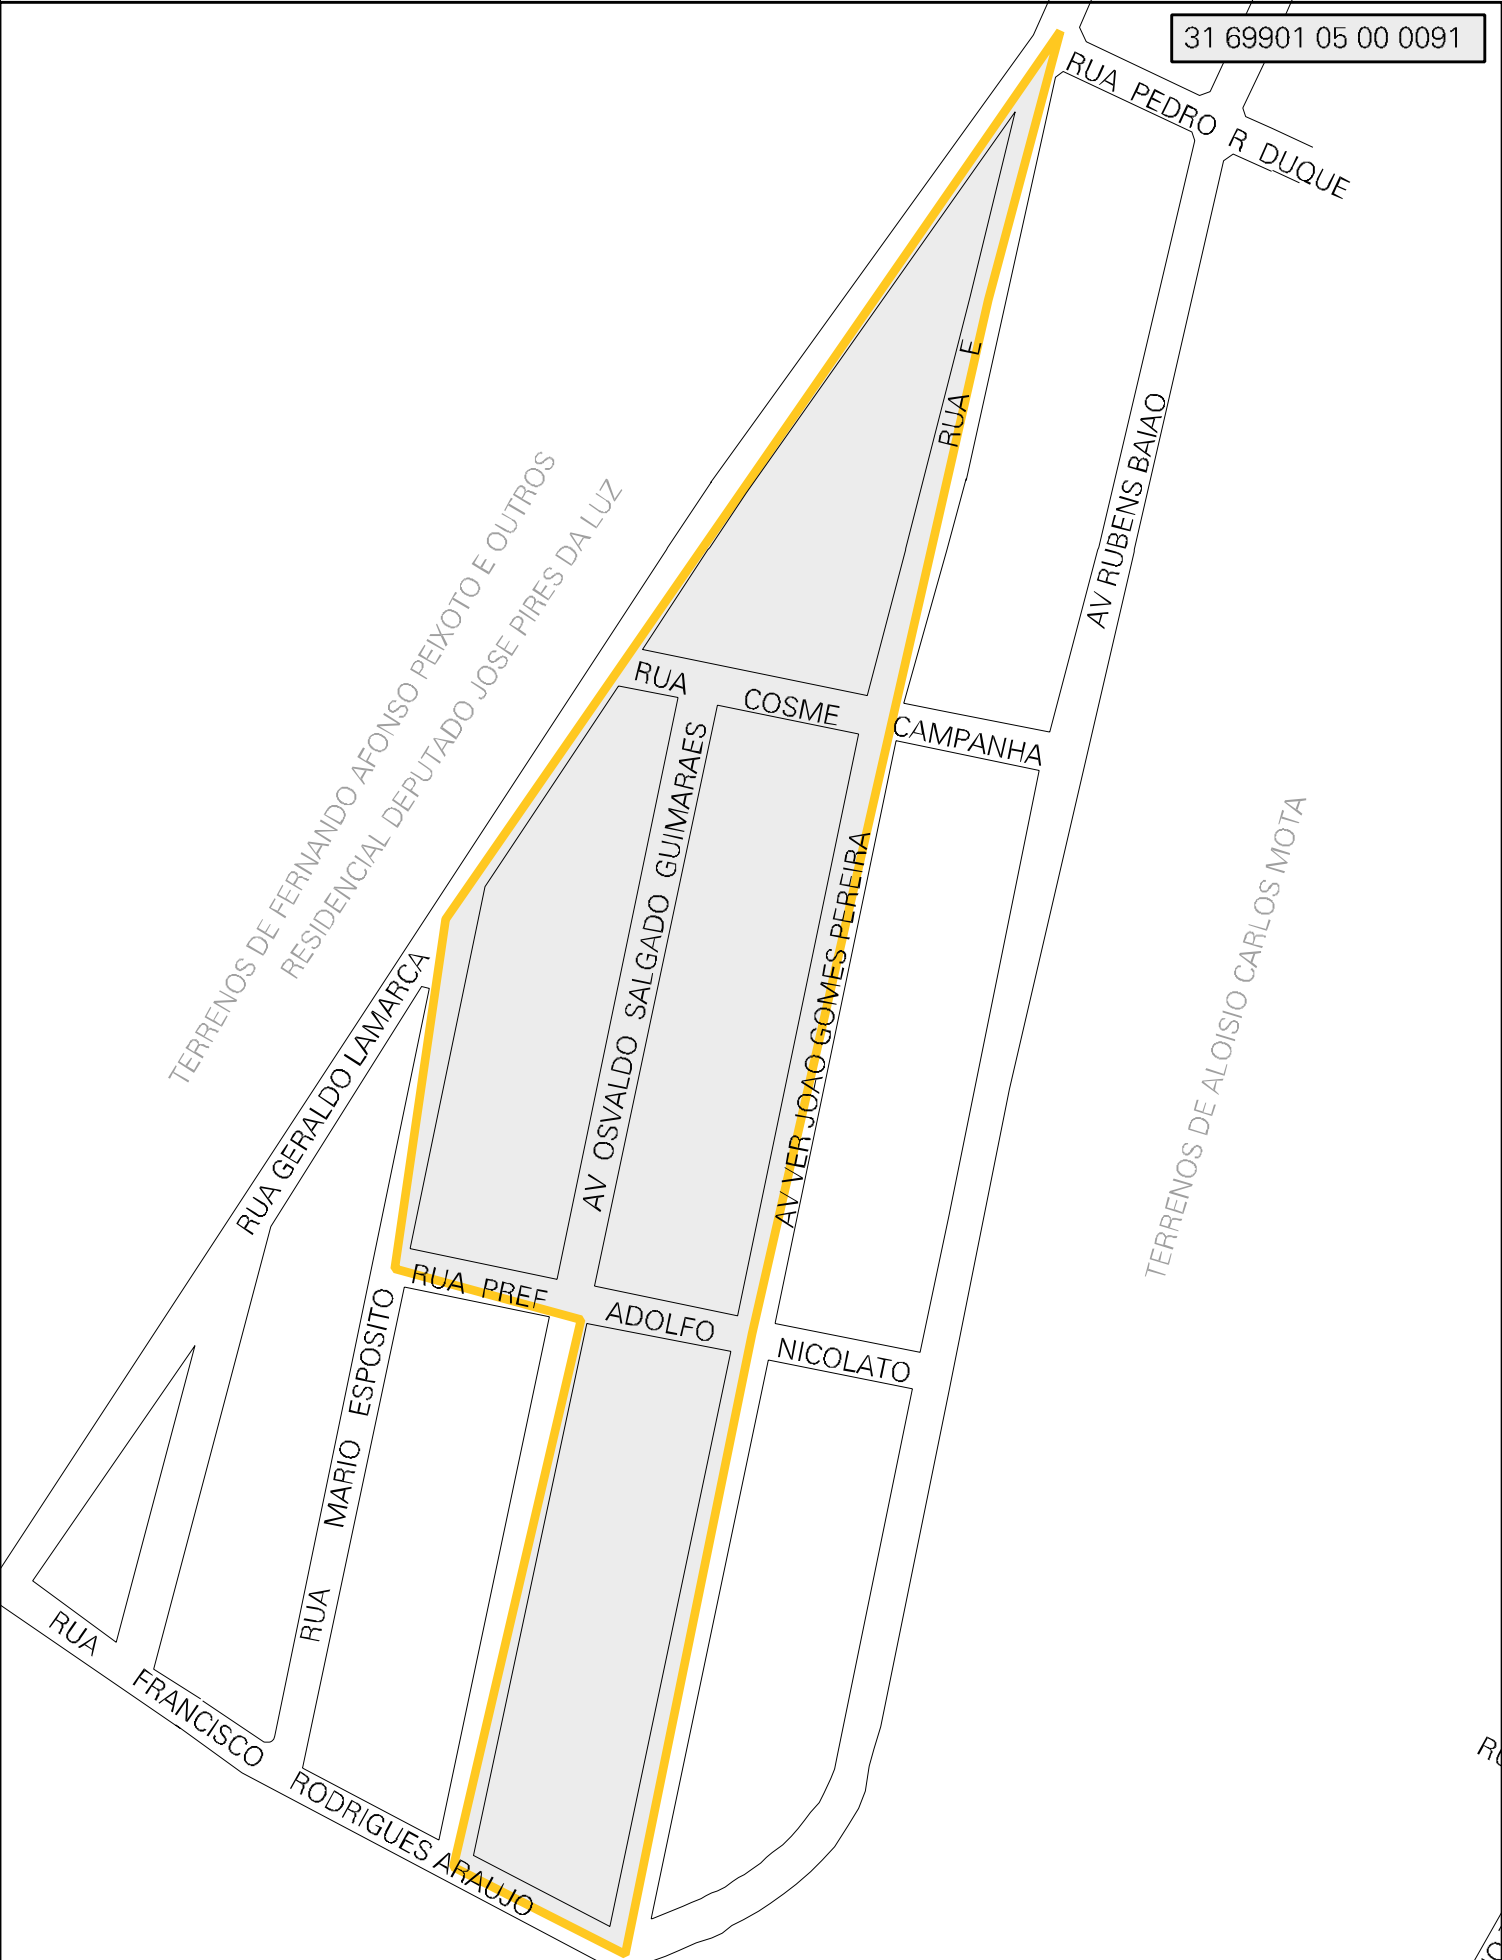 31 69901 05 00 0091
RUA PEDRO R DUQUE
RUA E
AV RUBENS BAIAO
TERRENOS DE FERNANDO AFONSO PEIXOTO E OUTROS
RESIDENCIAL DEPUTADO JOSE PIRES DA LUZ
RUA COSME CAMPANHA
AV OSVALDO SALGADO GUIMARAES
AV VER JOAO GOMES PEREIRA
TERRENOS DE ALOISIO CARLOS MOTA
RUA GERALDO LAMARCA
RUA PREF ADOLFO NICOLATO
RUA MARIO ESPOSITO
RUA FRANCISCO RODRIGUES ARAUJO